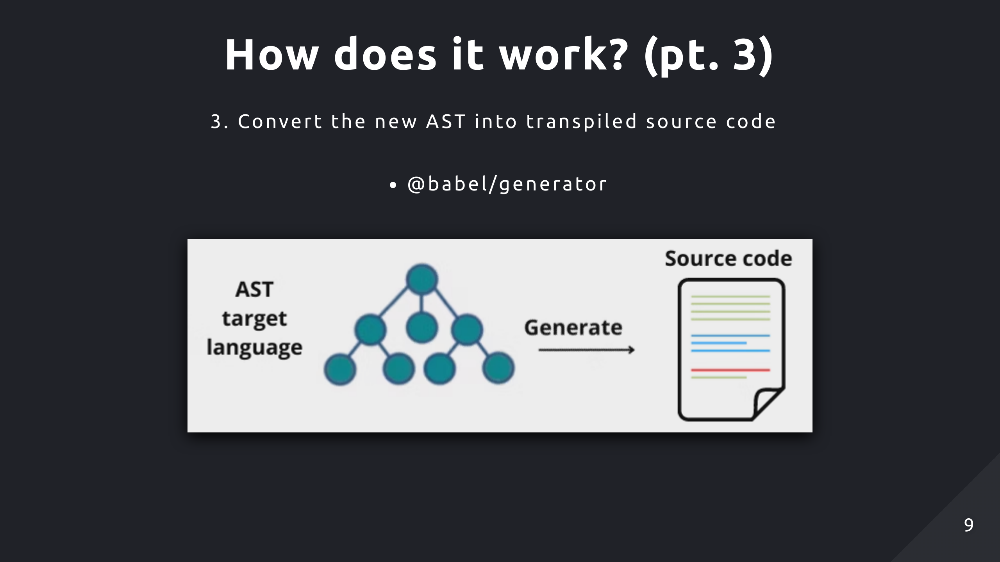 How does it work? (pt. 3)
3. Convert the new AST into transpiled source code
• @babel/generator
AST
target
language
Generate
Source code
9